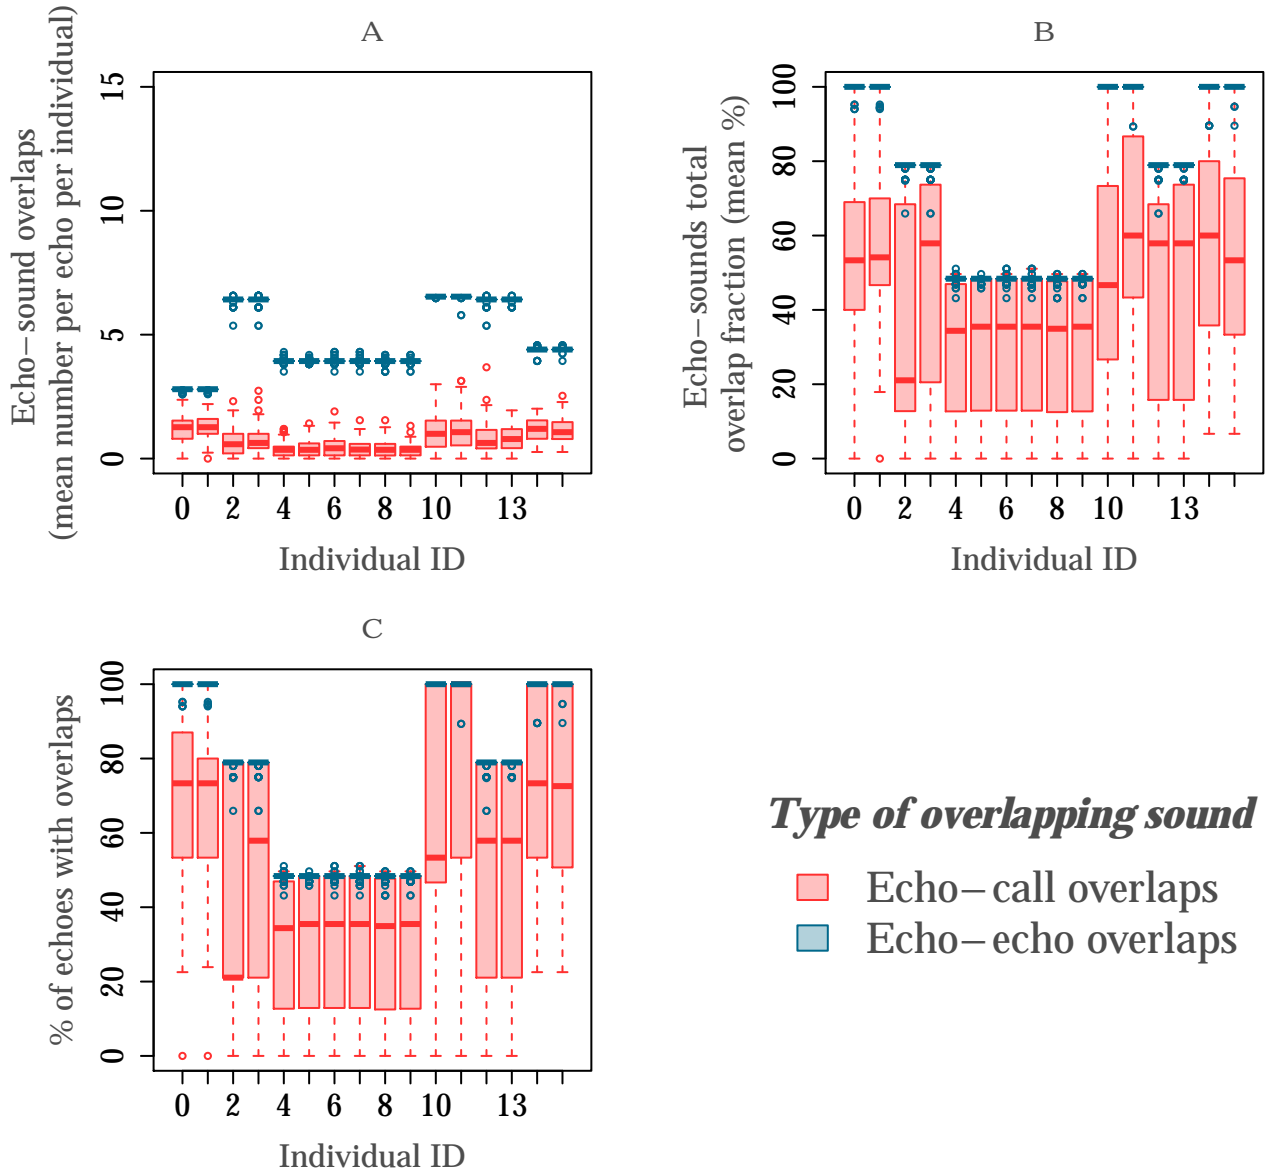 A
Echo−sound overlaps
(mean number per echo per individual)
15
10
5
0
0 2 4 6 8 10 13
Individual ID
B
Echo−sounds total
overlap fraction (mean %)
100
80
60
40
20
0
0 2 4 6 8 10 13
Individual ID
C
% of echoes with overlaps
100
80
60
40
20
0
0 2 4 6 8 10 13
Individual ID
Type of overlapping sound
Echo−call overlaps
Echo−echo overlaps